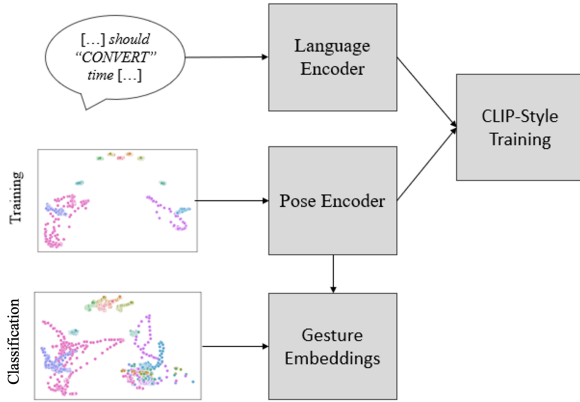 […] should
“CONVERT”
time […]
Language
Encoder
CLIP-Style
Training
Training
Pose Encoder
Classification
Gesture
Embeddings